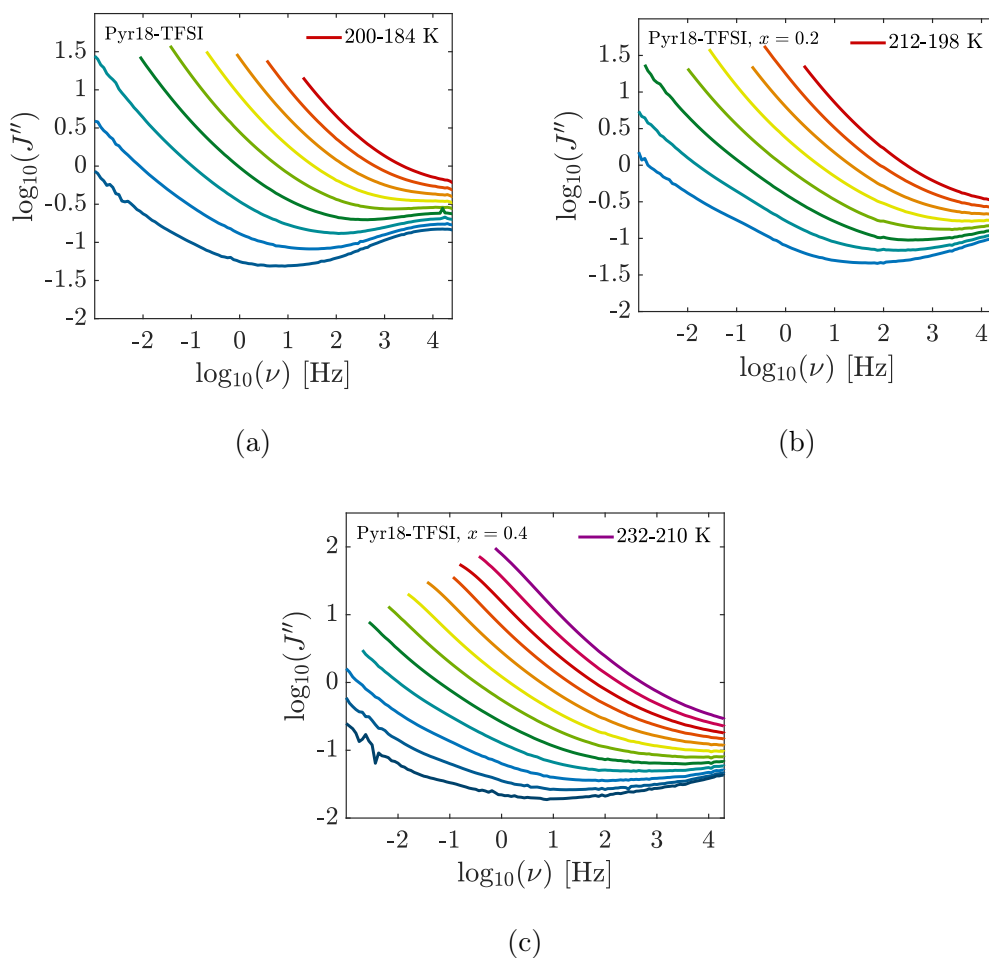 Pyr18-TFSI
200-184 K
1.5
1
0.5
0
-0.5
-1
-1.5
-2
log10(J′′)
-2 -1 0 1 2 3 4
log10(ν) [Hz]
(a)
Pyr18-TFSI, x = 0.2
212-198 K
1.5
1
0.5
0
-0.5
-1
-1.5
-2
log10(J′′)
-2 -1 0 1 2 3 4
log10(ν) [Hz]
(b)
Pyr18-TFSI, x = 0.4
232-210 K
2
1
0
-1
-2
log10(J′′)
-2 -1 0 1 2 3 4
log10(ν) [Hz]
(c)